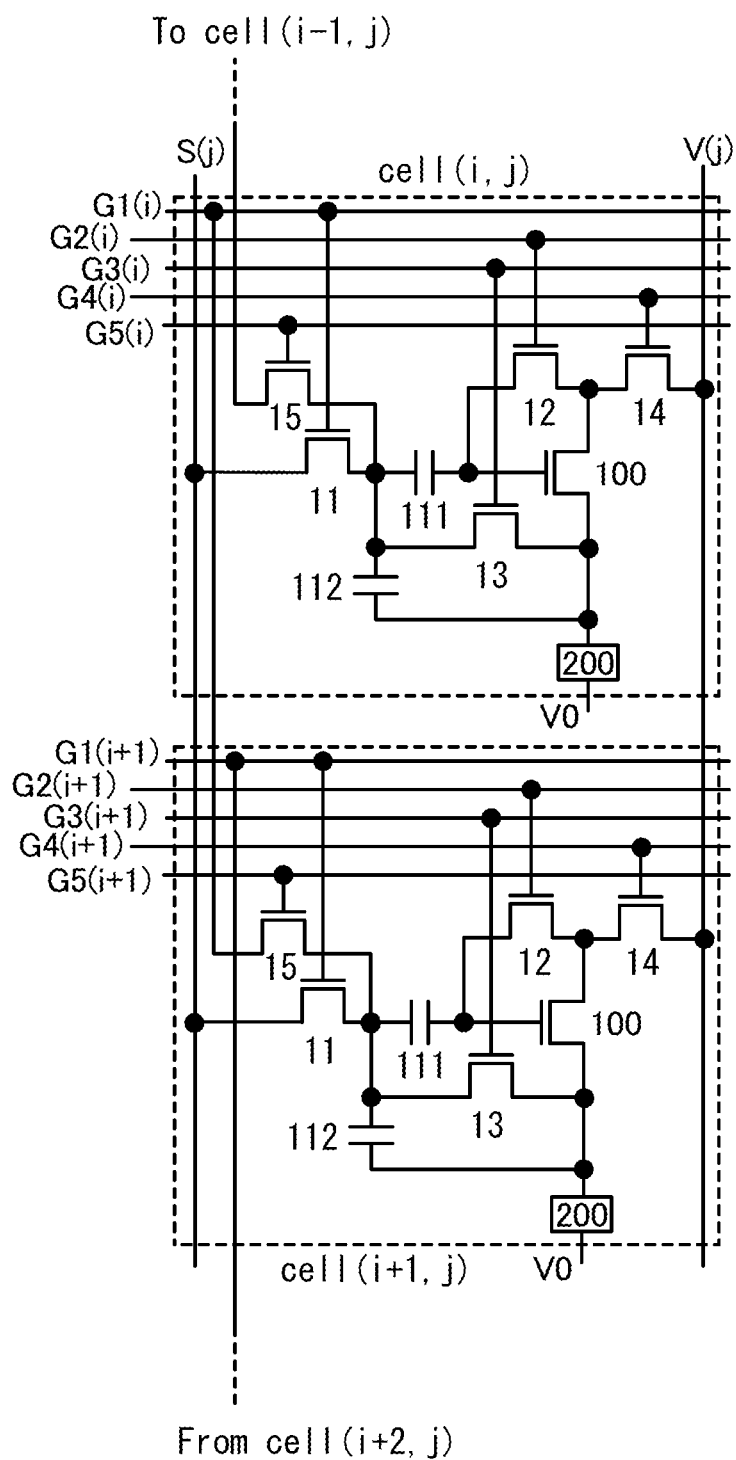 To cell(i-1, j)
S(j)
V(j)
cell(i, j)
G1(i)
G2(i)
G3(i)
G4(i)
G5(i)
15
12
14
11
111
100
13
112
200
V0
G1(i+1)
G2(i+1)
G3(i+1)
G4(i+1)
G5(i+1)
15
12
14
11
111
100
13
112
200
cell(i+1, j)
V0
From cell(i+2, j)